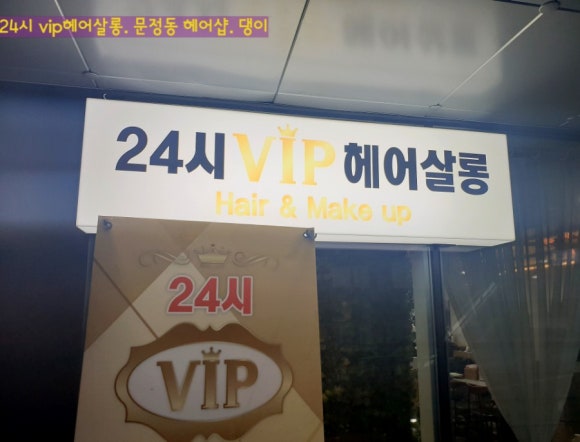 24시 vip헤어살롱. 문정동 헤어샵. 댕이
24시 VIP 헤어살롱
Hair & Make up
24시
VIP